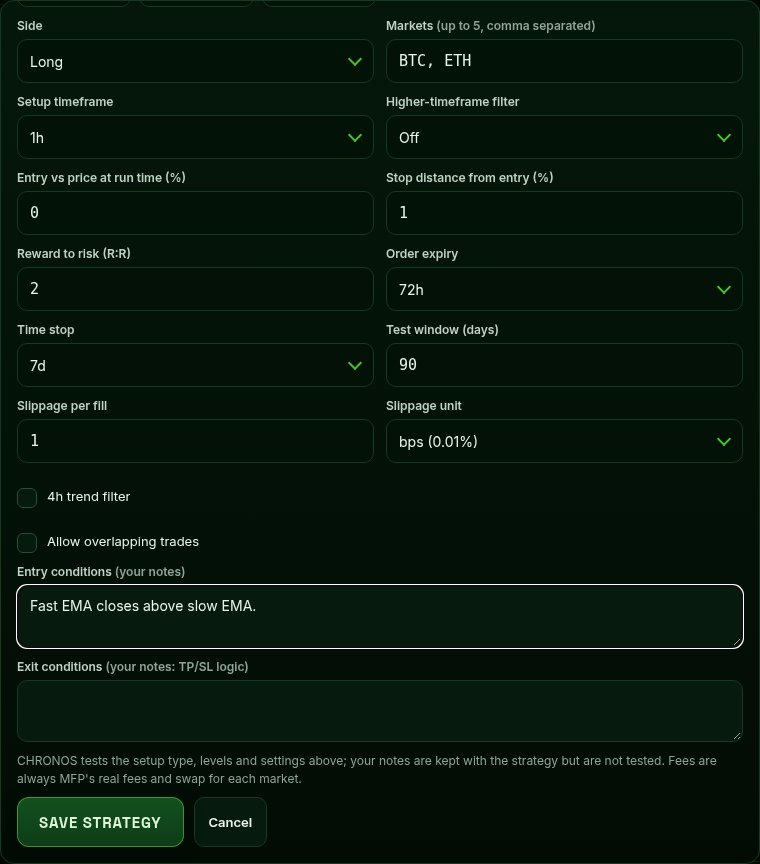 Side
Markets (up to 5, comma separated)
Long
BTC, ETH
Setup timeframe
Higher-timeframe filter
1h
Off
Entry vs price at run time (%)
Stop distance from entry (%)
0
1
Reward to risk (R:R)
Order expiry
2
72h
Time stop
Test window (days)
7d
90
Slippage per fill
Slippage unit
1
bps (0.01%)
4h trend filter
Allow overlapping trades
Entry conditions (your notes)
Fast EMA closes above slow EMA.
Exit conditions (your notes: TP/SL logic)
CHRONOS tests the setup type, levels and settings above; your notes are kept with the strategy but are not tested. Fees are
always MFP's real fees and swap for each market.
SAVE STRATEGY
Cancel